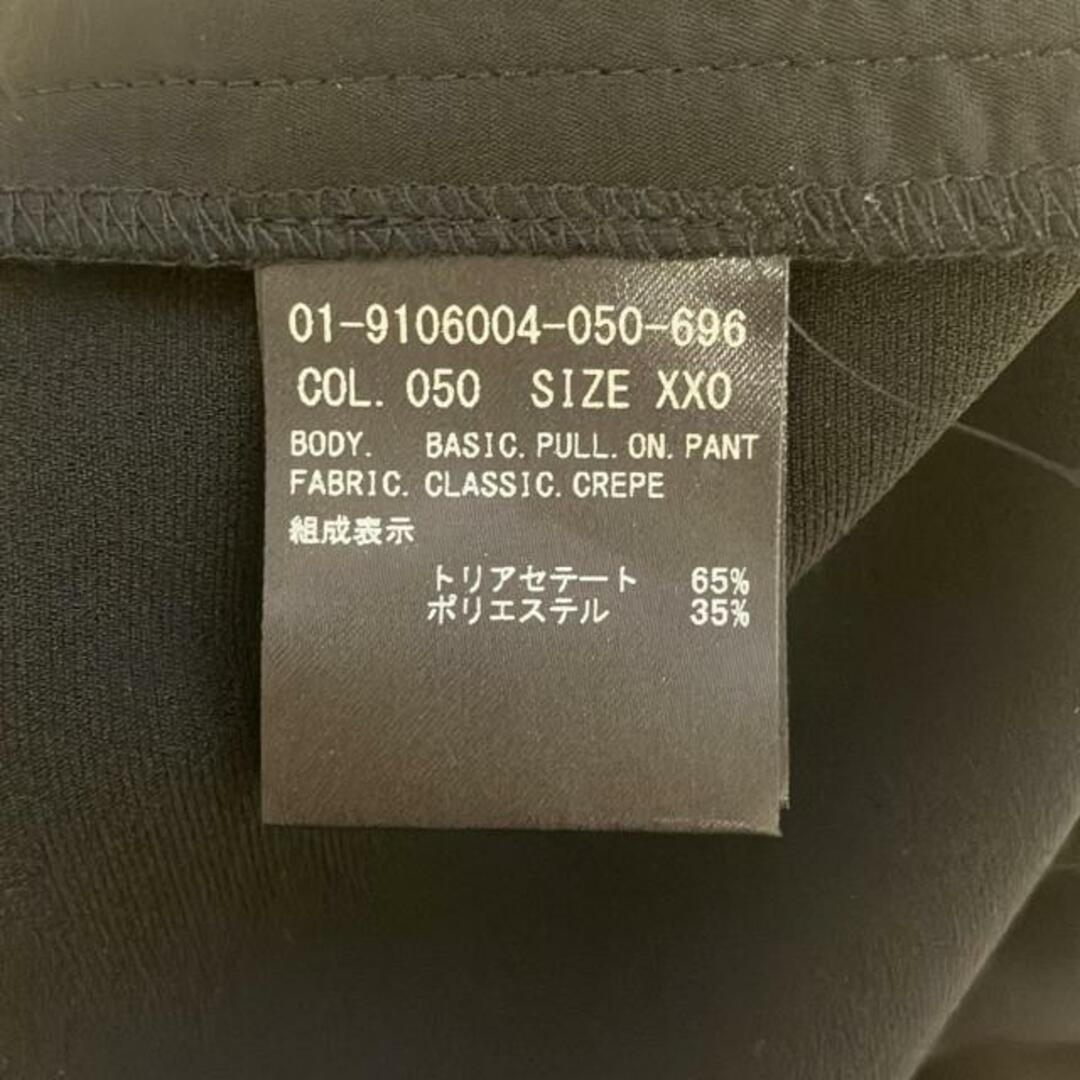 01-9106004-050-696
COL. 050 SIZE XX0
BODY. BASIC. PULL. ON. PANT
FABRIC. CLASSIC. CREPE
組成表示
トリアセテート 65%
ポリエステル 35%